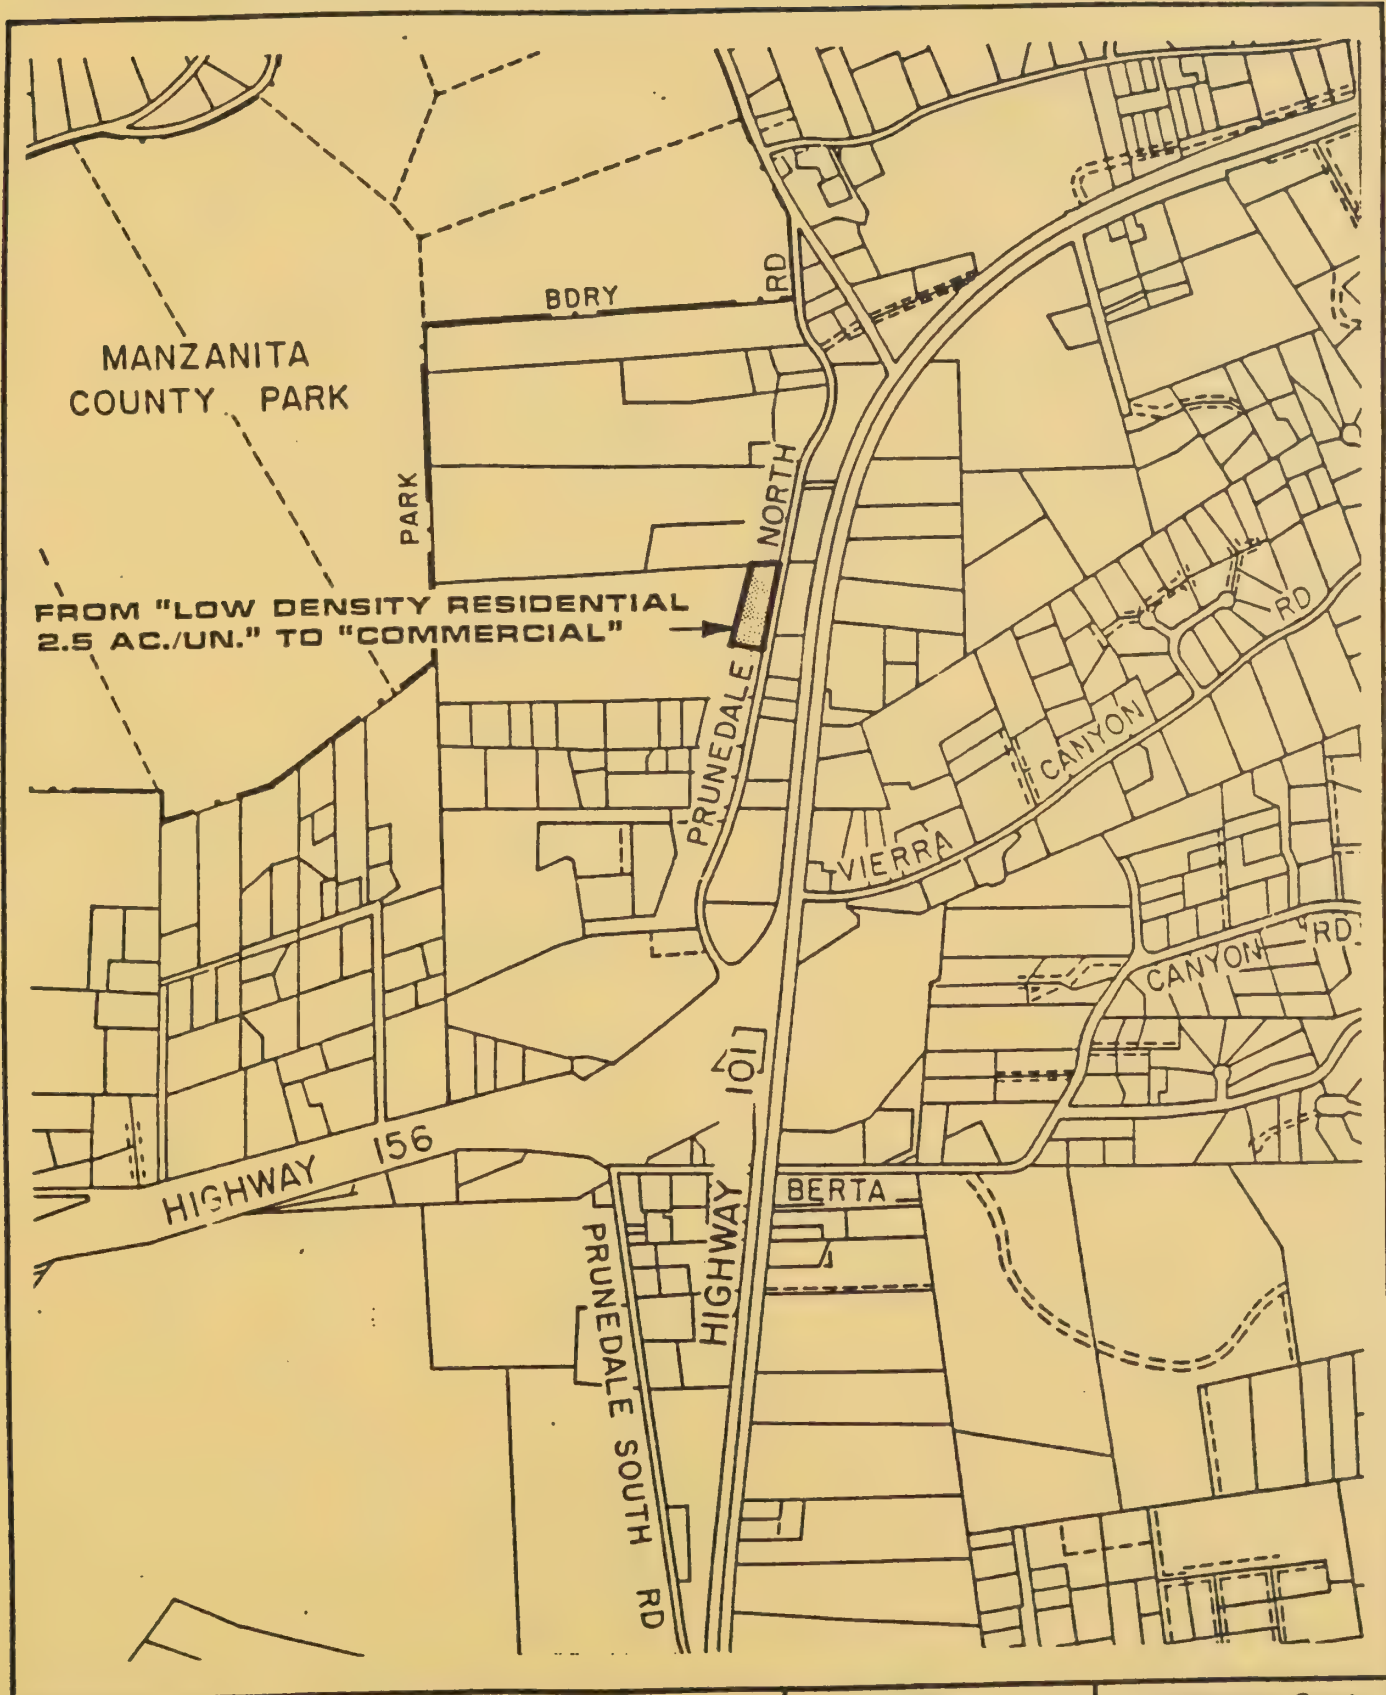 BDRY
RD
MANZANITA
COUNTY PARK
PARK
NORTH
FROM "LOW DENSITY RESIDENTIAL
2.5 AC./UN." TO "COMMERCIAL"
PRUNEDALE
RD
CANYON
VIERRA
CANYON RD
101
HIGHWAY 156
HIGHWAY
BERTA
PRUNEDALE SOUTH RD